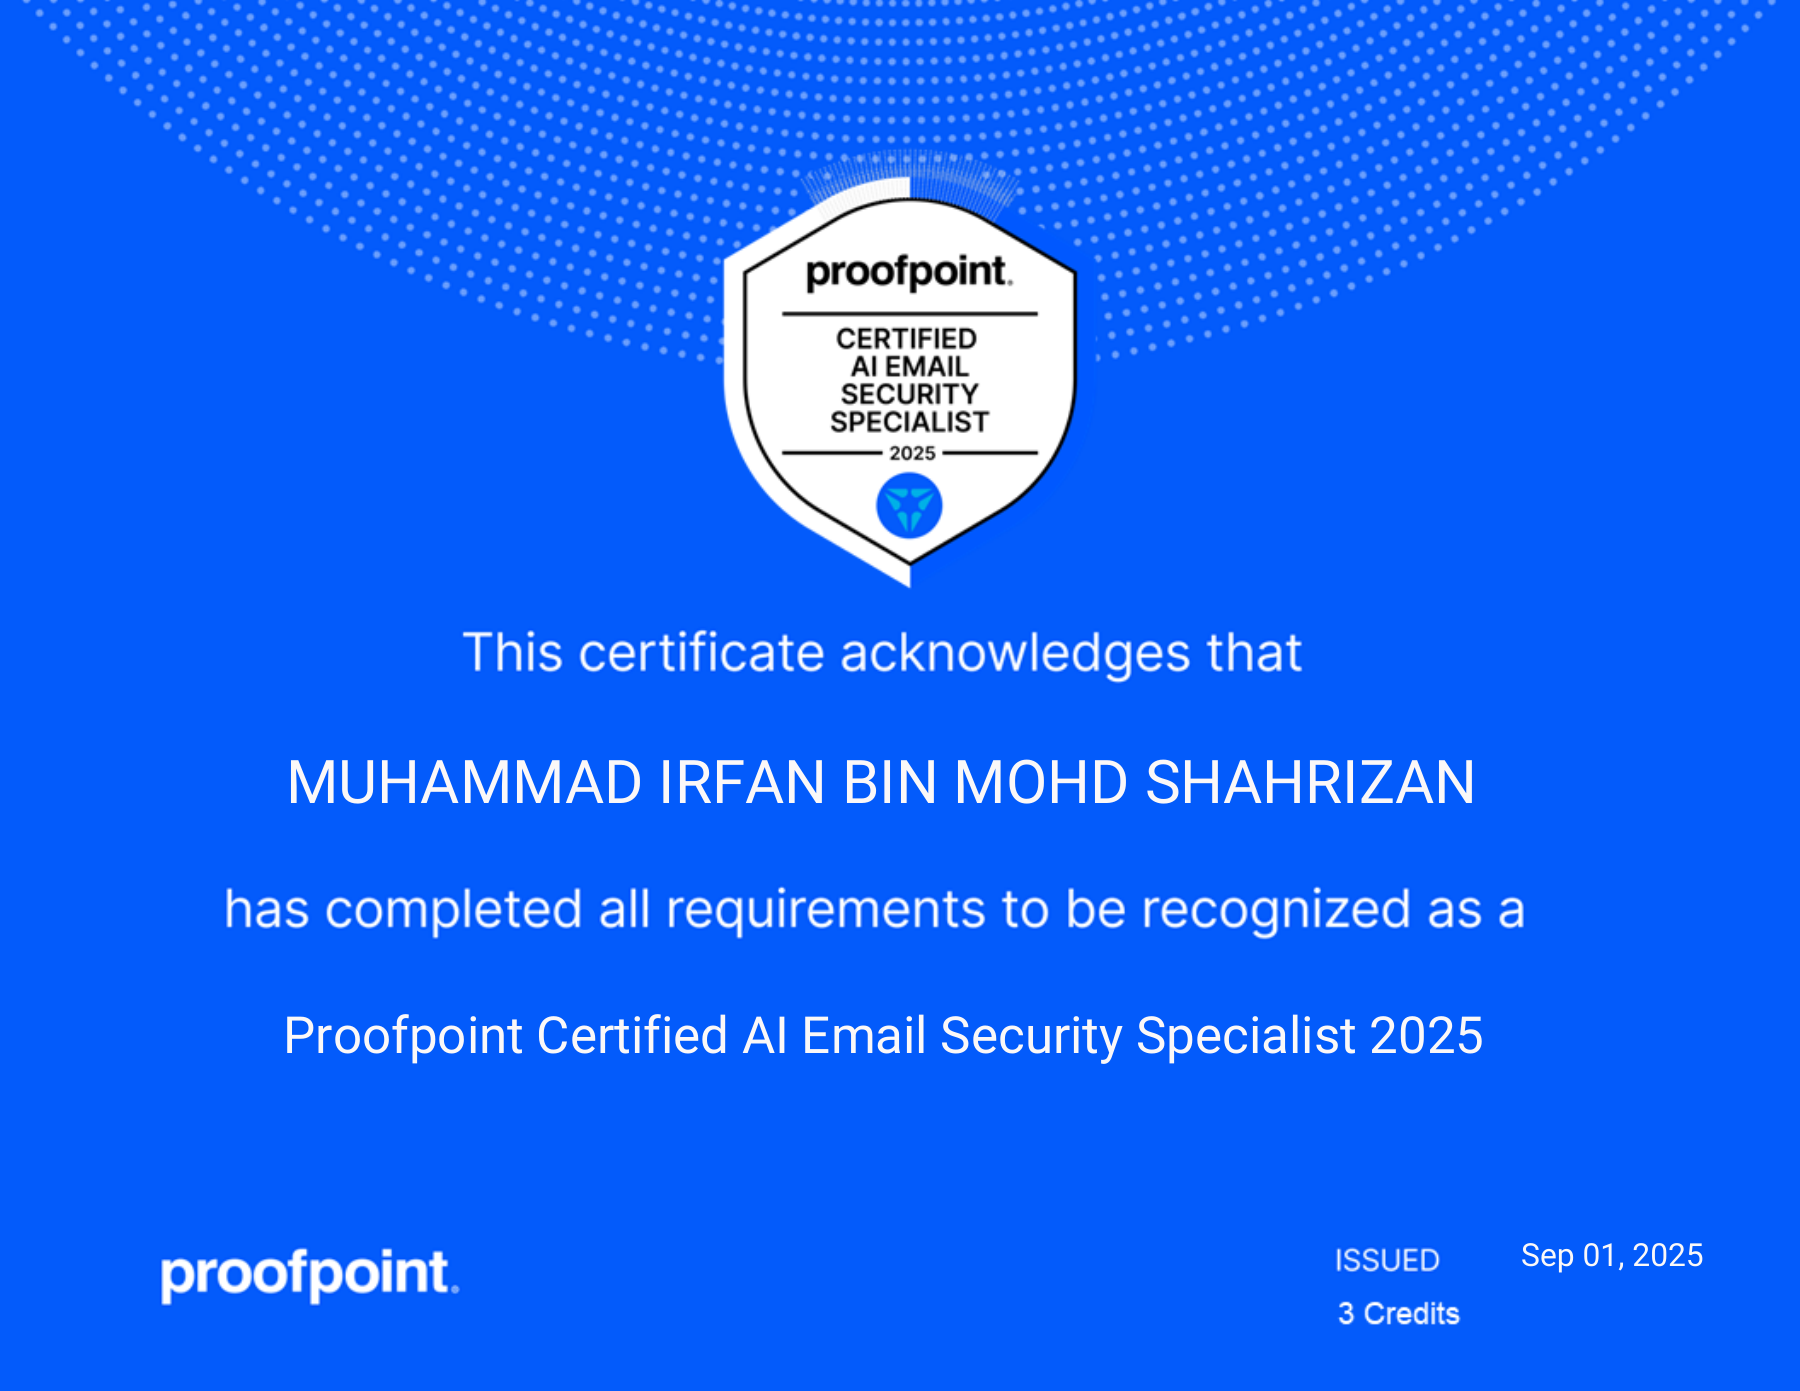 proofpoint.
CERTIFIED
AI EMAIL
SECURITY
SPECIALIST
2025
This certificate acknowledges that
MUHAMMAD IRFAN BIN MOHD SHAHRIZAN
has completed all requirements to be recognized as a
Proofpoint Certified AI Email Security Specialist 2025
proofpoint.
ISSUED Sep 01, 2025
3 Credits